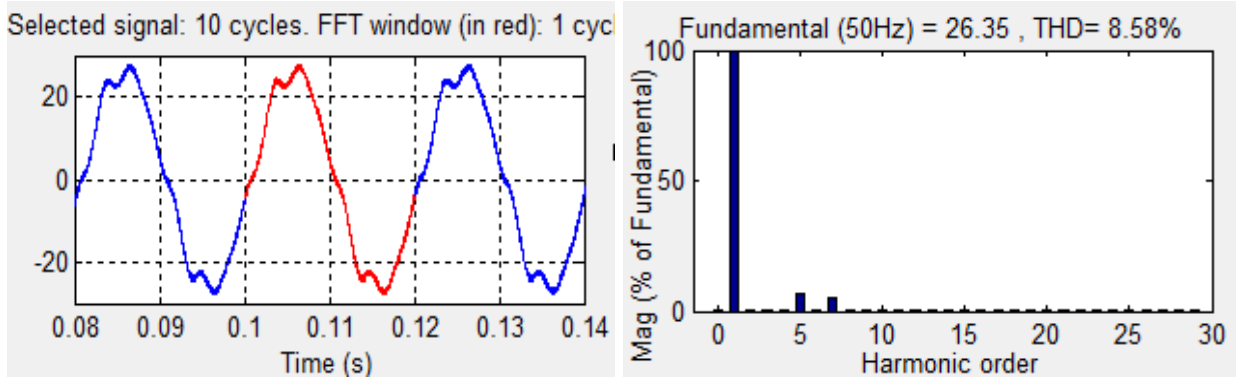 Selected signal: 10 cycles. FFT window (in red): 1 cycl
20
0
-20
0.08 0.09 0.1 0.11 0.12 0.13 0.14
Time (s)
Fundamental (50Hz) = 26.35 , THD= 8.58%
Mag (% of Fundamental)
100
50
0
0 5 10 15 20 25 30
Harmonic order